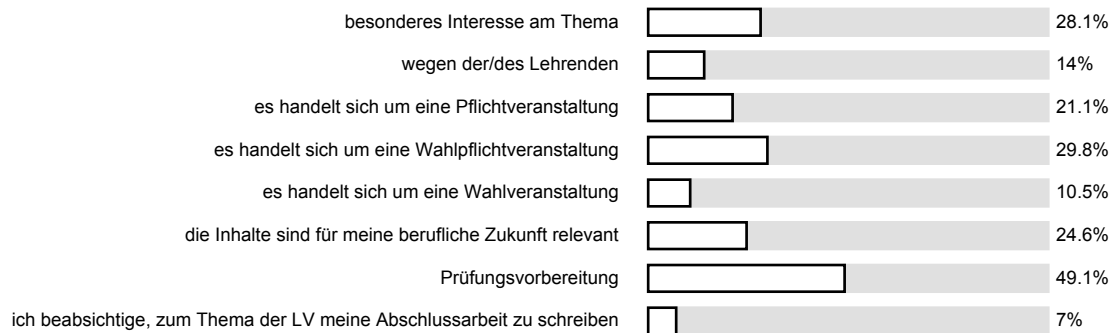 besonderes Interesse am Thema 28.1%
wegen der/des Lehrenden 14%
es handelt sich um eine Pflichtveranstaltung 21.1%
es handelt sich um eine Wahlpflichtveranstaltung 29.8%
es handelt sich um eine Wahlveranstaltung 10.5%
die Inhalte sind für meine berufliche Zukunft relevant 24.6%
Prüfungsvorbereitung 49.1%
ich beabsichtige, zum Thema der LV meine Abschlussarbeit zu schreiben 7%